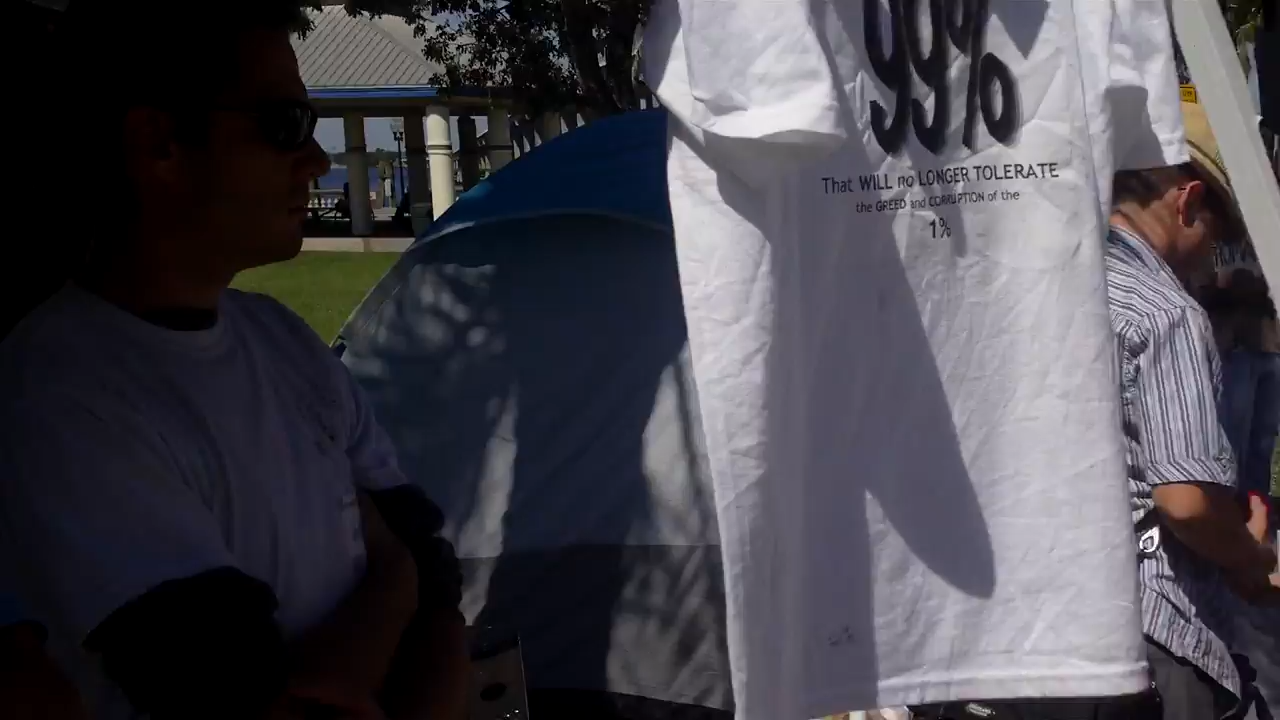 99%
That WILL no LONGER TOLERATE
the GREED and CORRUPTION of the
1%